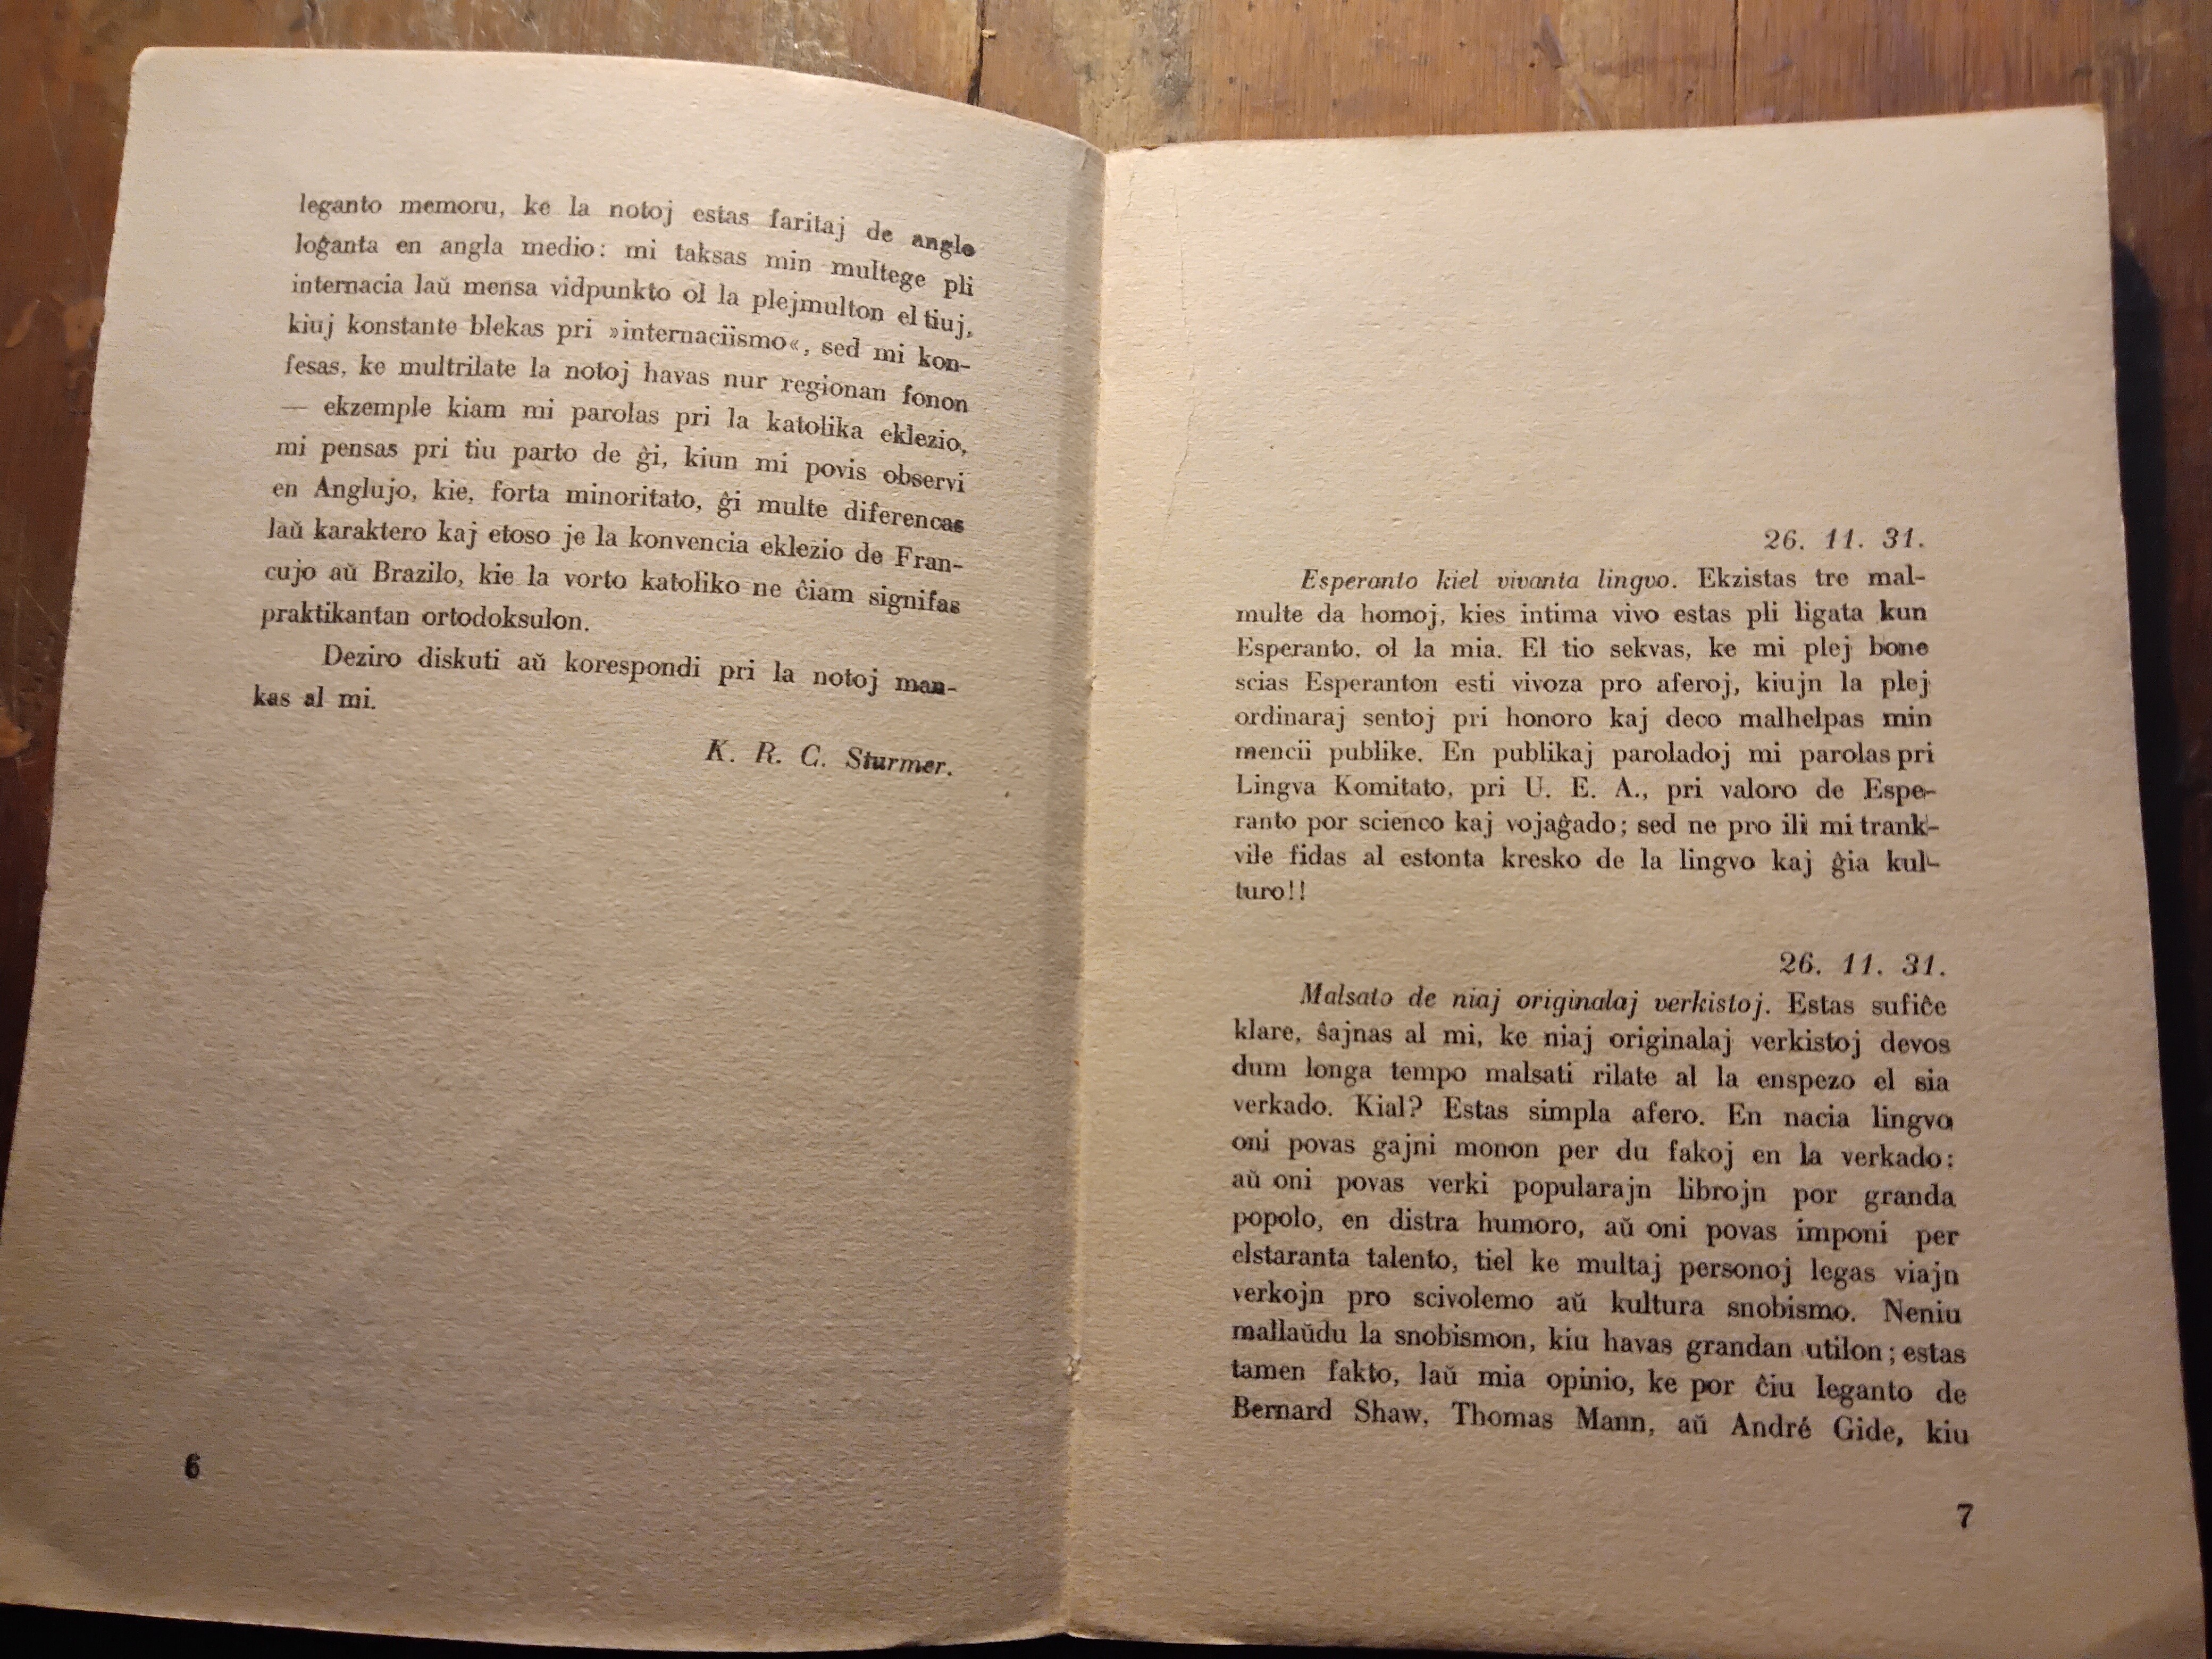 leganto memoru, ke la notoj estas faritaj de anglo
loĝanta en angla medio: mi taksas min multege pli
internacia laŭ mensa vidpunkto ol la plejmulton el tiuj,
kiuj konstante blekas pri »internaciismo«, sed mi kon-
fesas, ke multrilate la notoj havas nur regionan fonon
— ekzemple kiam mi parolas pri la katolika eklezio,
mi pensas pri tiu parto de ĝi, kiun mi povis observi
en Anglujo, kie, forta minoritato, ĝi multe diferencas
laŭ karaktero kaj etoso je la konvencia eklezio de Fran-
cujo aŭ Brazilo, kie la vorto katoliko ne ĉiam signifas
praktikantan ortodoksulon.
Deziro diskuti aŭ korespondi pri la notoj man-
kas al mi.
K. R. C. Sturmer.
6
26. 11. 31.
Esperanto kiel vivanta lingvo. Ekzistas tre mal-
multe da homoj, kies intima vivo estas pli ligata kun
Esperanto, ol la mia. El tio sekvas, ke mi plej bone
scias Esperanton esti vivoza pro aferoj, kiujn la plej
ordinaraj sentoj pri honoro kaj deco malhelpas min
mencii publike. En publikaj paroladoj mi parolas pri
Lingva Komitato, pri U. E. A., pri valoro de Espe-
ranto por scienco kaj vojaĝado; sed ne pro ili mi trank-
vile fidas al estonta kresko de la lingvo kaj ĝia kul-
turo!!
26. 11. 31.
Malsato de niaj originalaj verkistoj. Estas sufiĉe
klare, ŝajnas al mi, ke niaj originalaj verkistoj devos
dum longa tempo malsati rilate al la enspezo el sia
verkado. Kial? Estas simpla afero. En nacia lingvo
oni povas gajni monon per du fakoj en la verkado:
aŭ oni povas verki popularajn librojn por granda
popolo, en distra humoro, aŭ oni povas imponi per
elstaranta talento, tiel ke multaj personoj legas viajn
verkojn pro scivolemo aŭ kultura snobismo. Neniu
mallaŭdu la snobismon, kiu havas grandan utilon; estas
tamen fakto, laŭ mia opinio, ke por ĉiu leganto de
Bernard Shaw, Thomas Mann, aŭ André Gide, kiu
7